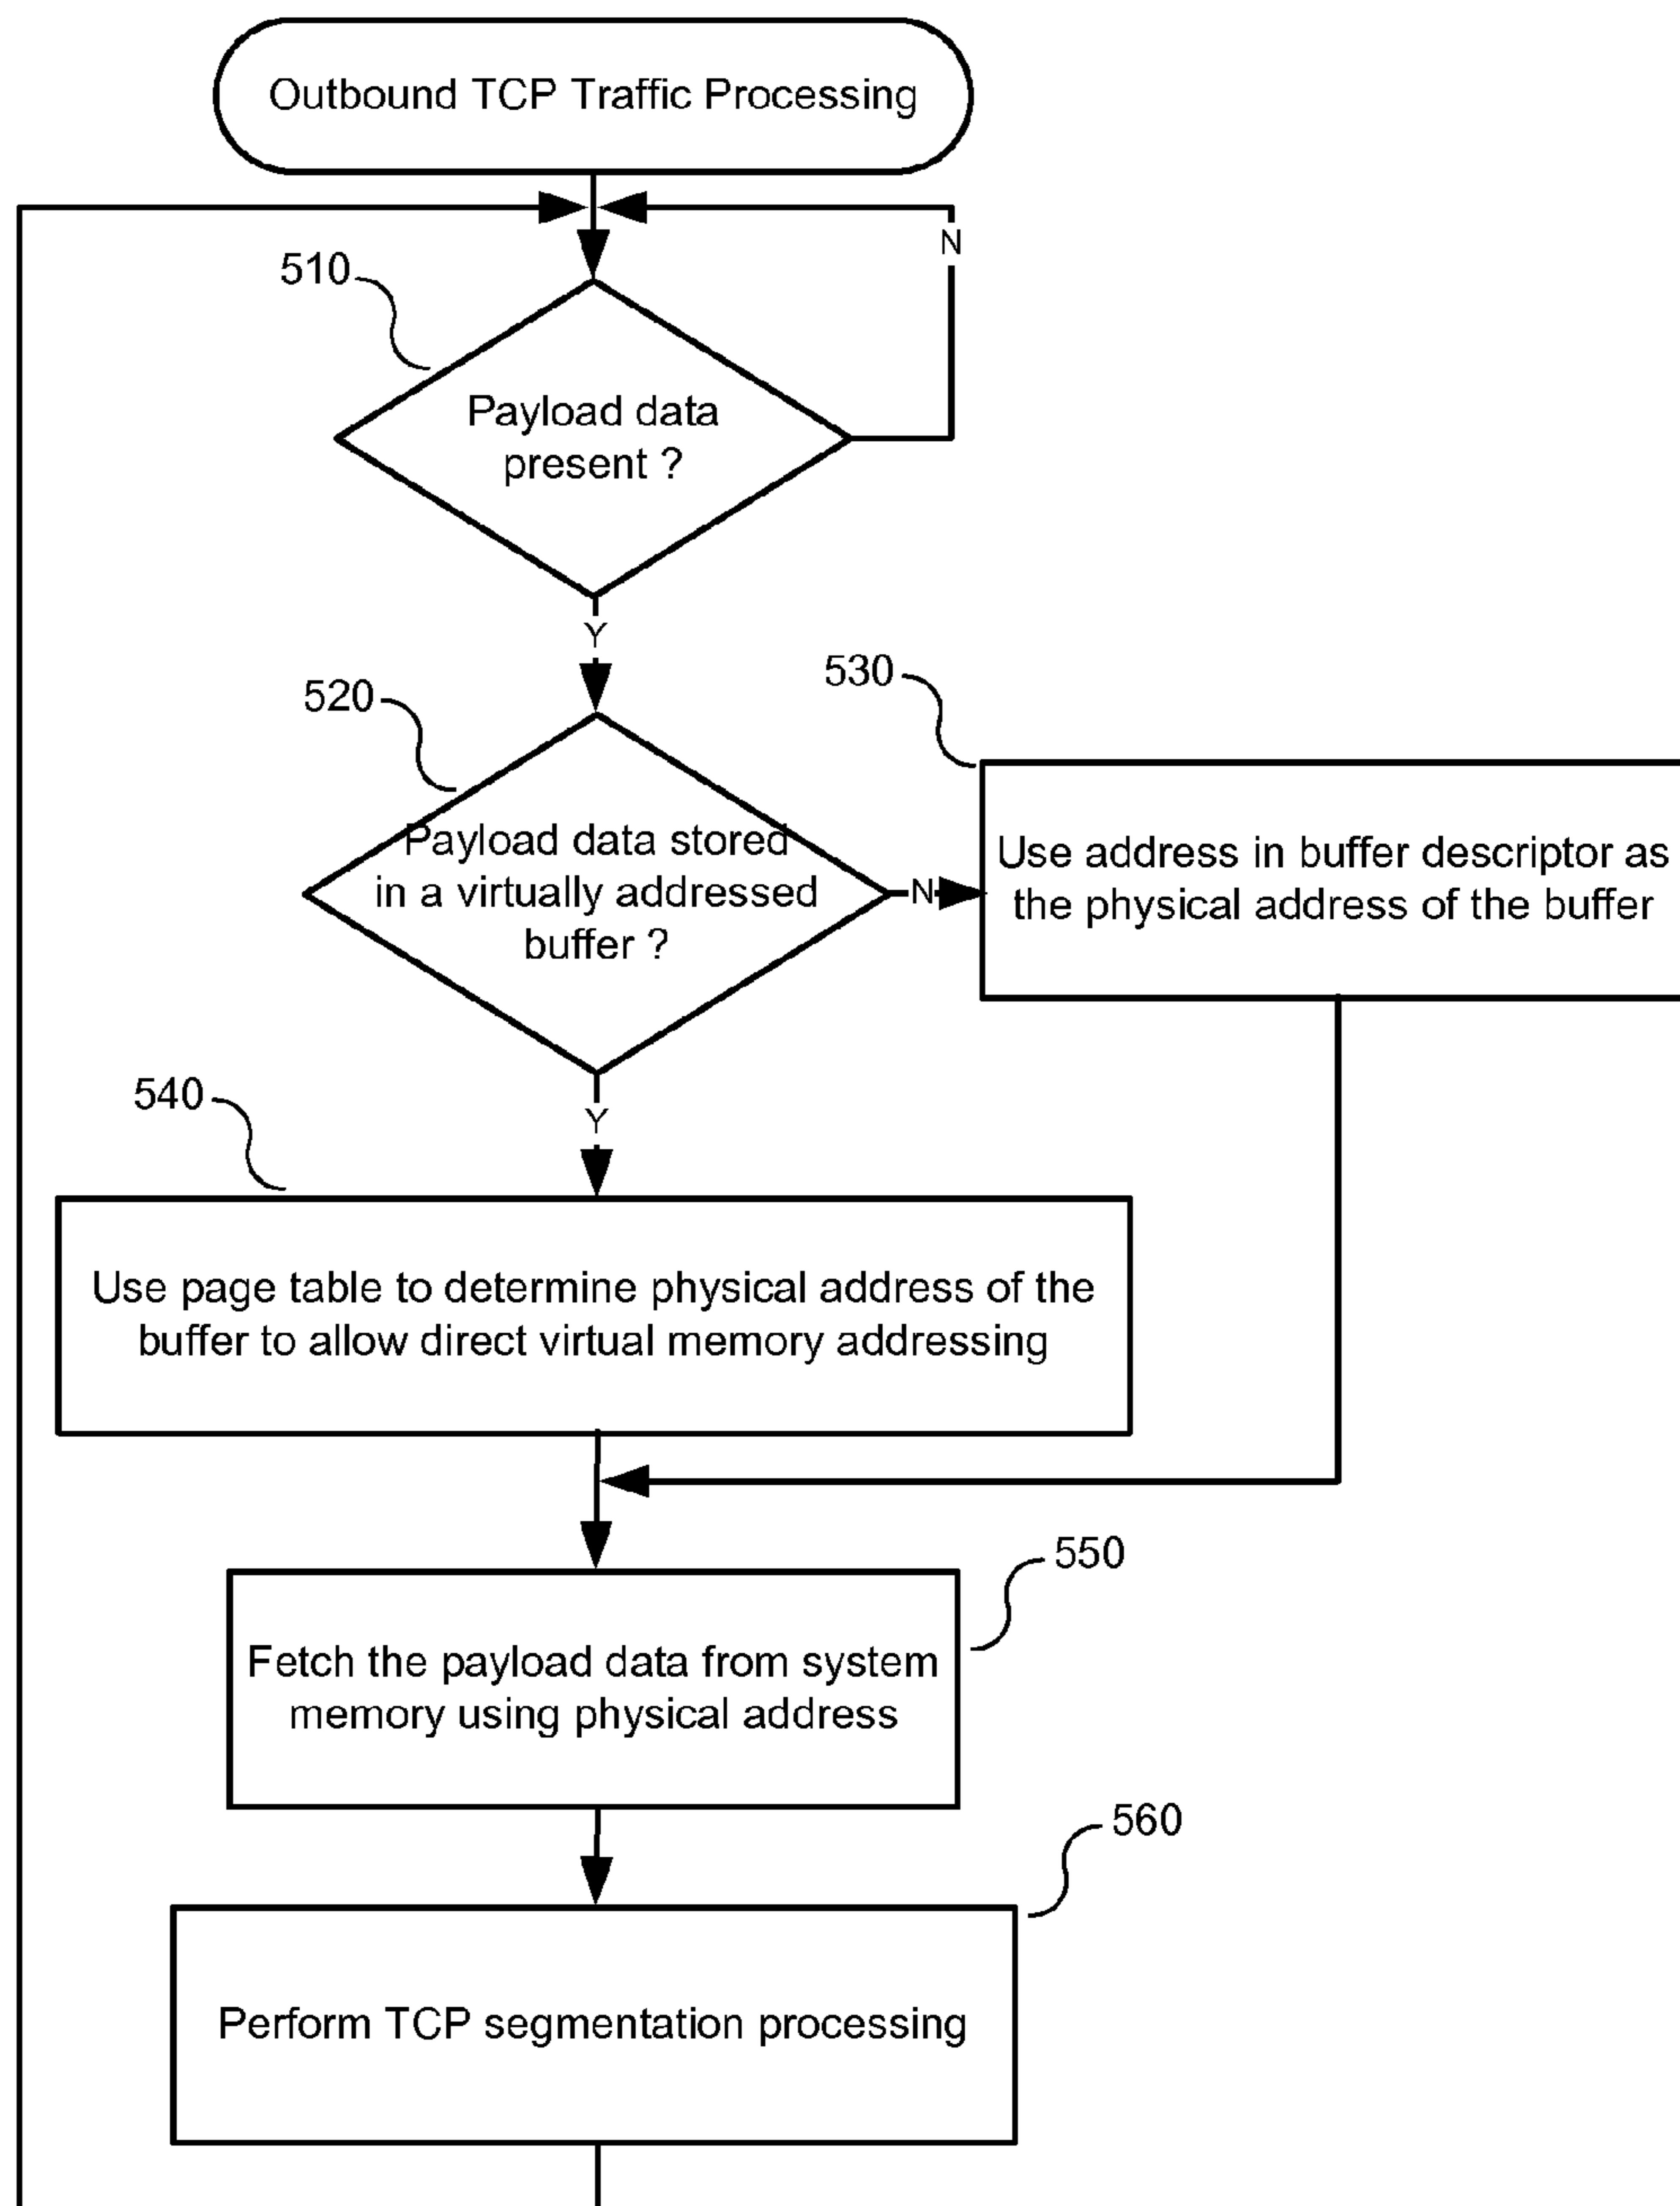 Outbound TCP Traffic Processing
N
510
Payload data
present ?
Y
520
530
Payload data stored
in a virtually addressed
buffer ?
N
Use address in buffer descriptor as
the physical address of the buffer
540
Y
Use page table to determine physical address of the
buffer to allow direct virtual memory addressing
550
Fetch the payload data from system
memory using physical address
560
Perform TCP segmentation processing